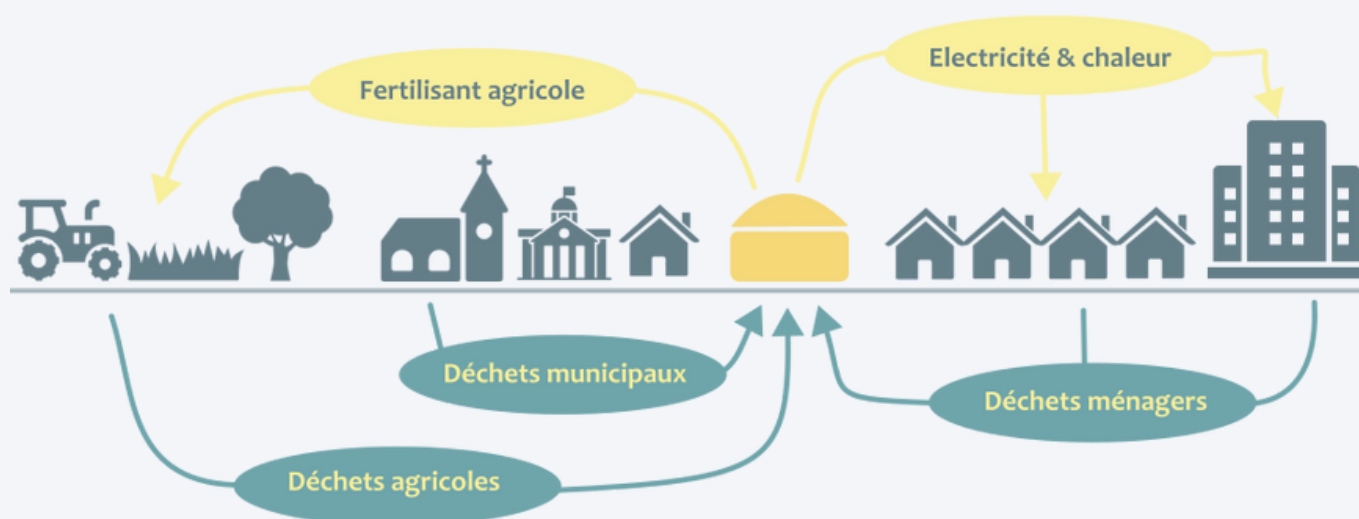 Electricité & chaleur
Fertilisant agricole
Déchets municipaux
Déchets ménagers
Déchets agricoles